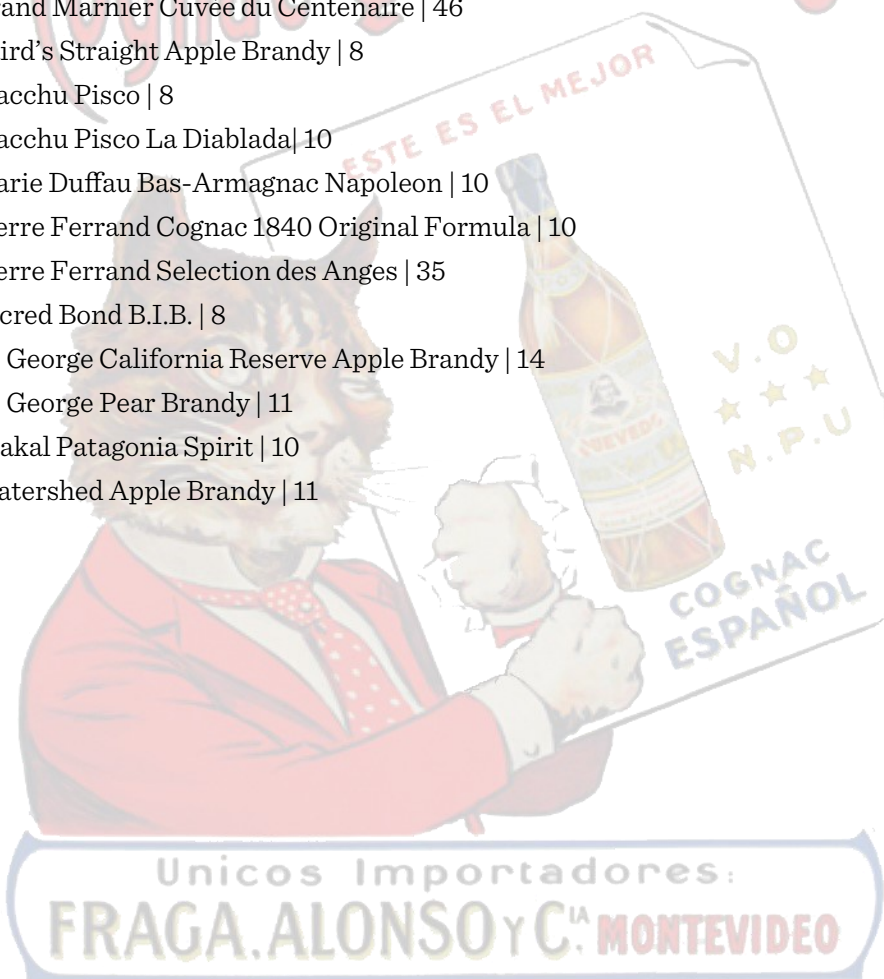 rand Marnier Cuvée du Centenaire | 46
ird’s Straight Apple Brandy | 8
acchu Pisco | 8
acchu Pisco La Diablada| 10
arie Duffau Bas-Armagnac Napoleon | 10
erre Ferrand Cognac 1840 Original Formula | 10
erre Ferrand Selection des Anges | 35
cred Bond B.I.B. | 8
George California Reserve Apple Brandy | 14
George Pear Brandy | 11
akal Patagonia Spirit | 10
atershed Apple Brandy | 11
ESTE ES EL MEJOR
V.O
N.P.U
COGNAC
ESPAÑOL
Unicos Importadores:
FRAGA.ALONSO Y CIA. MONTEVIDEO